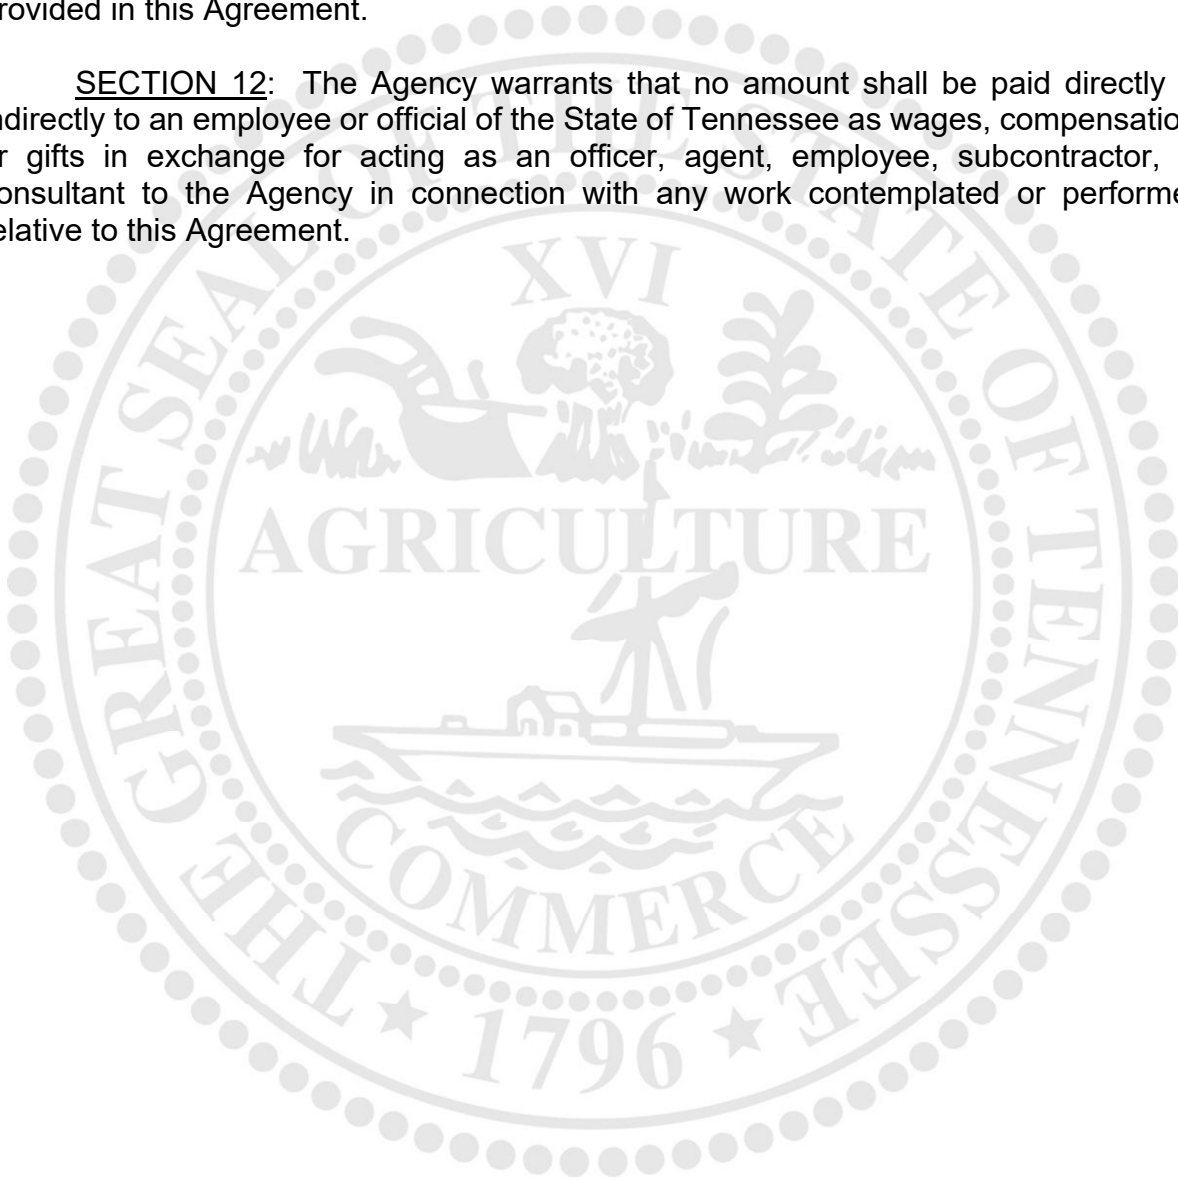 rovided in this Agreement.
SECTION 12: The Agency warrants that no amount shall be paid directly
ndirectly to an employee or official of the State of Tennessee as wages, compensatio
r gifts in exchange for acting as an officer, agent, employee, subcontractor,
onsultant to the Agency in connection with any work contemplated or performe
elative to this Agreement.
THE GREAT SEAL OF THE STATE OF TENNESSEE
XVI
AGRICULTURE
COMMERCE
1796